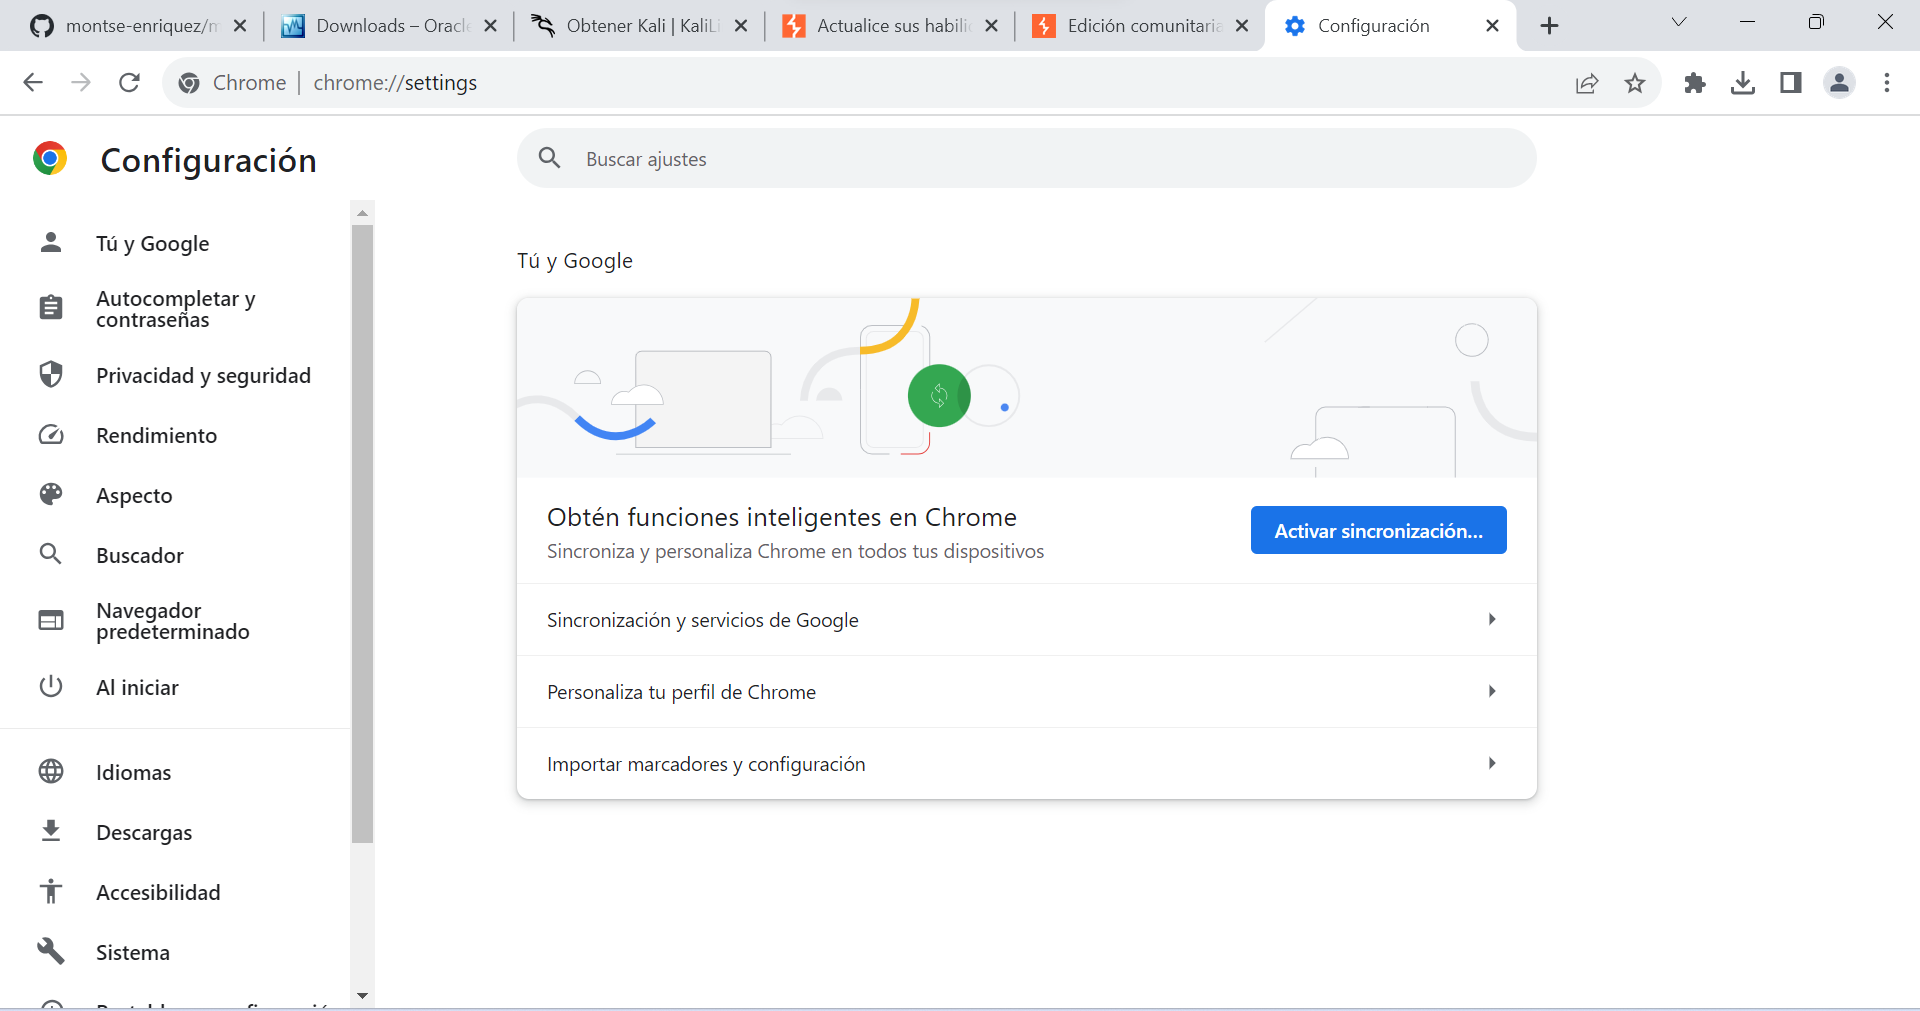 montse-enriquez/m
Downloads – Oracle
Obtener Kali | KaliLi
Actualice sus habilid
Edición comunitaria
Configuración
Chrome | chrome://settings
Configuración
Buscar ajustes
Tú y Google
Autocompletar y
contraseñas
Privacidad y seguridad
Rendimiento
Aspecto
Buscador
Navegador
predeterminado
Al iniciar
Idiomas
Descargas
Accesibilidad
Sistema
Tú y Google
Obtén funciones inteligentes en Chrome
Sincroniza y personaliza Chrome en todos tus dispositivos
Activar sincronización...
Sincronización y servicios de Google
Personaliza tu perfil de Chrome
Importar marcadores y configuración